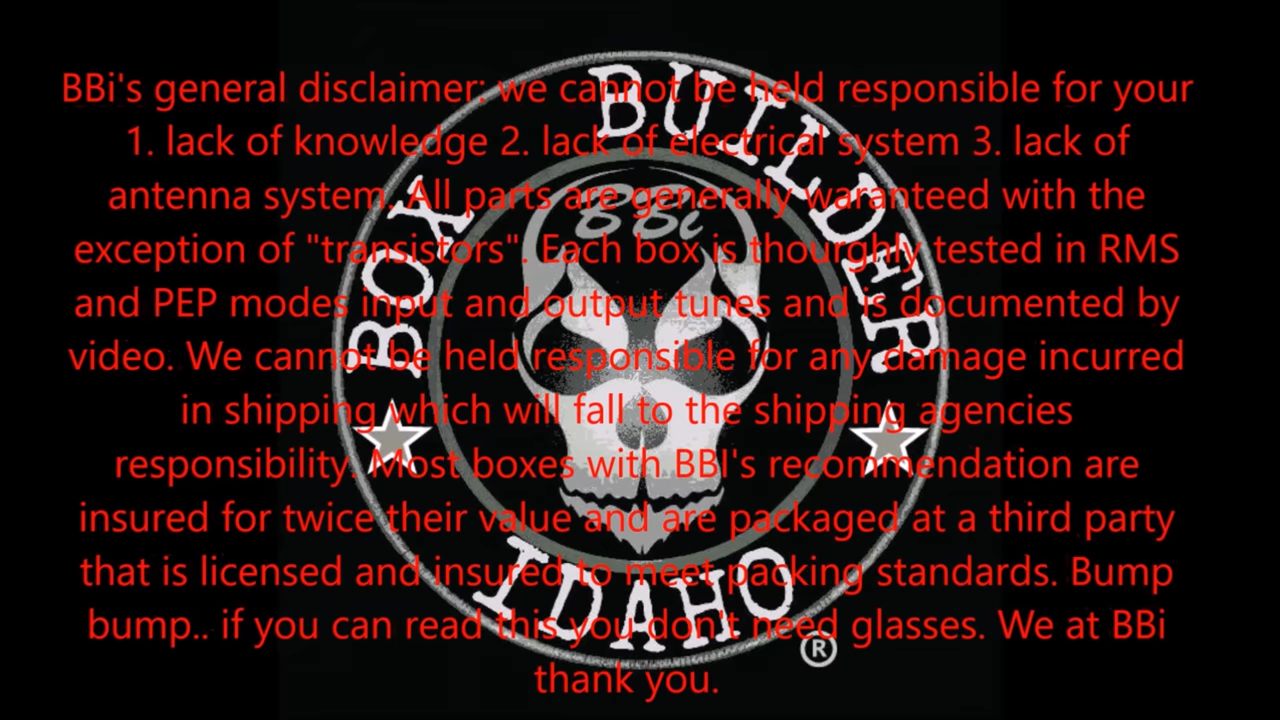 BBi's general disclaimer: we cannot be held responsible for your
1. lack of knowledge 2. lack of electrical system 3. lack of
antenna system. All parts are generally waranteed with the
exception of "transistors". Each box is thourghly tested in RMS
and PEP modes input and output tunes and is documented by
video. We cannot be held responsible for any damage incurred
in shipping which will fall to the shipping agencies
responsibility. Most boxes with BBI's recommendation are
insured for twice their value and are packaged at a third party
that is licensed and insured to meet packing standards. Bump
bump.. if you can read this you don't need glasses. We at BBi
thank you.
BOX BUILDER
BBi
IDAHO
®